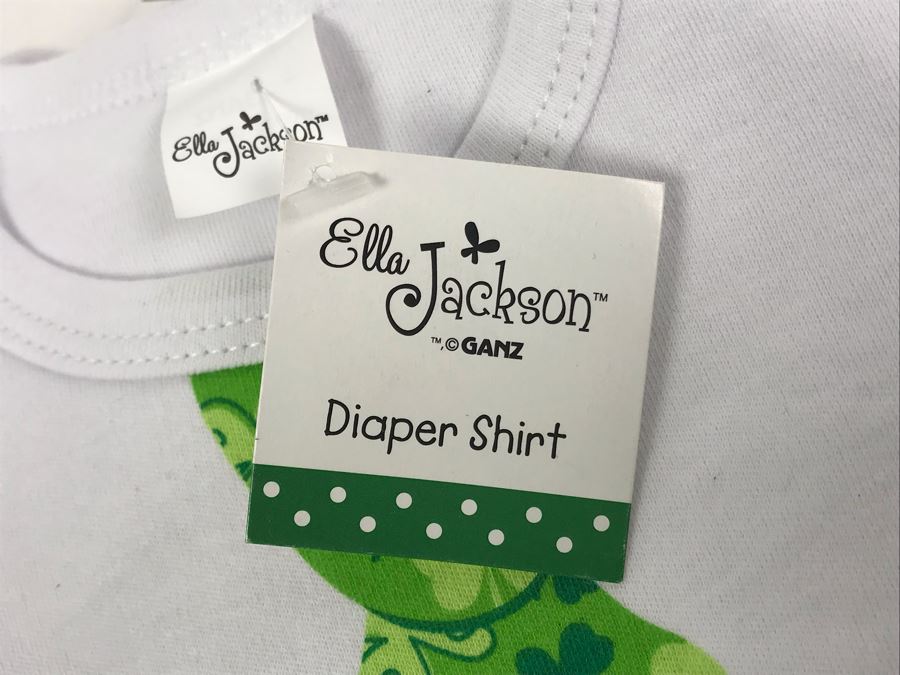 Ella Jackson™
Ella
Jackson™
™,© GANZ
Diaper Shirt